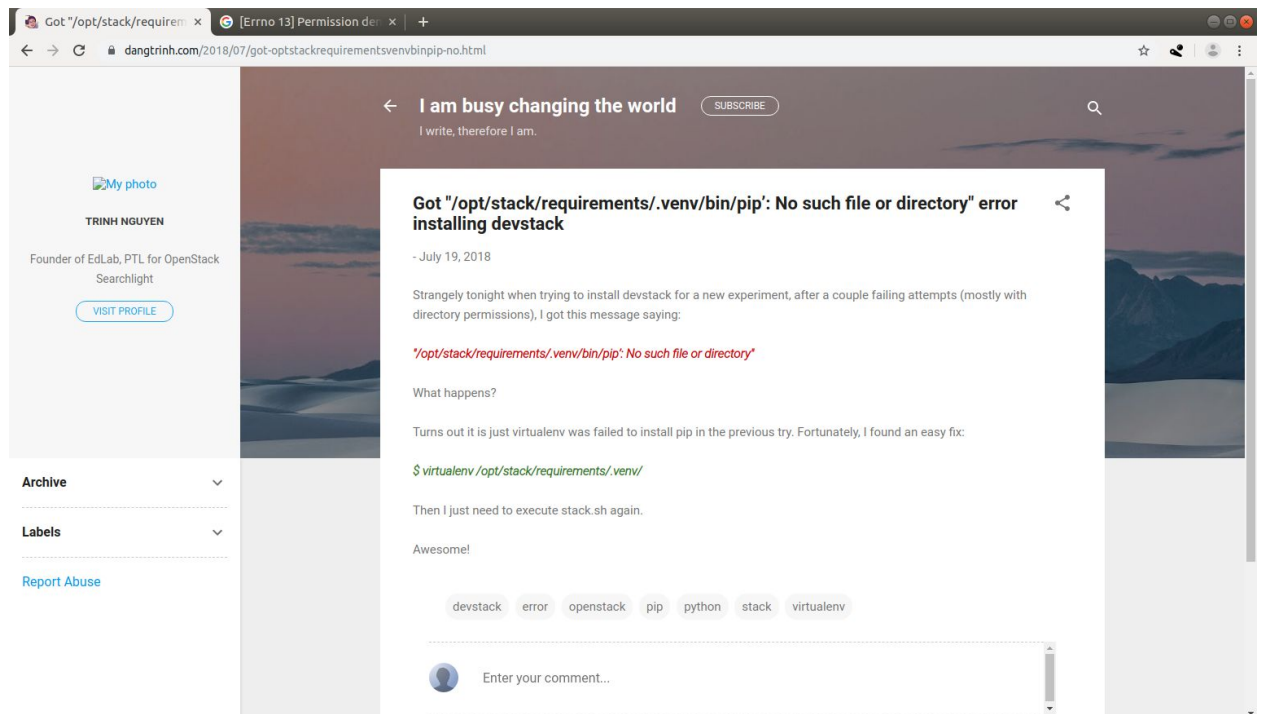 Got "/opt/stack/requirem
[Errno 13] Permission den
dangtrinh.com/2018/07/got-optstackrequirementsvenvbinpip-no.html
I am busy changing the world
SUBSCRIBE
I write, therefore I am.
My photo
TRINH NGUYEN
Founder of EdLab, PTL for OpenStack
Searchlight
VISIT PROFILE
Archive
Labels
Report Abuse
Got "/opt/stack/requirements/.venv/bin/pip’: No such file or directory" error
installing devstack
- July 19, 2018
Strangely tonight when trying to install devstack for a new experiment, after a couple failing attempts (mostly with
directory permissions), I got this message saying:
"/opt/stack/requirements/.venv/bin/pip’: No such file or directory"
What happens?
Turns out it is just virtualenv was failed to install pip in the previous try. Fortunately, I found an easy fix:
$ virtualenv /opt/stack/requirements/.venv/
Then I just need to execute stack.sh again.
Awesome!
devstack error openstack pip python stack virtualenv
Enter your comment...